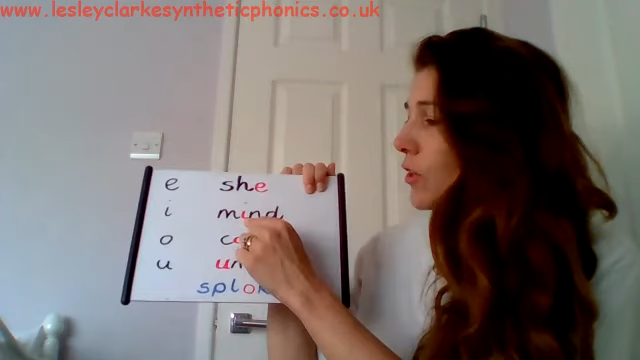 www.lesleyclarkesyntheticphonics.co.uk
e she
i mind
o
u